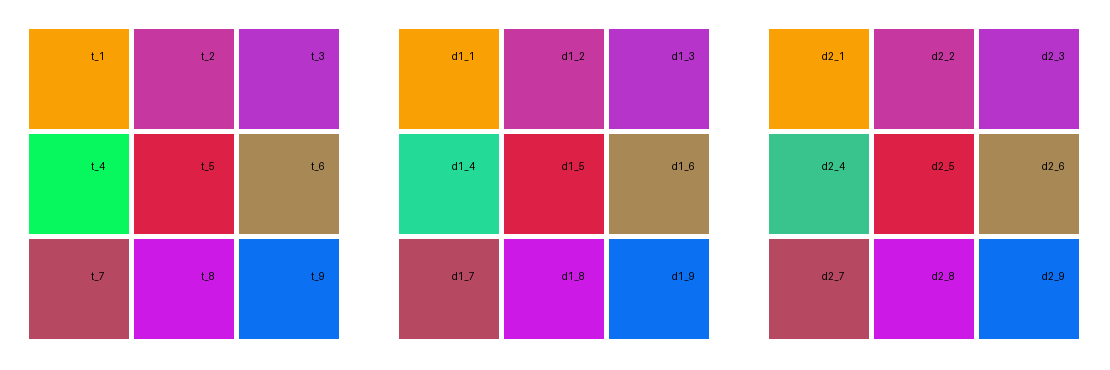 t_1 t_2 t_3 d1_1 d1_2 d1_3 d2_1 d2_2 d2_3
t_4 t_5 t_6 d1_4 d1_5 d1_6 d2_4 d2_5 d2_6
t_7 t_8 t_9 d1_7 d1_8 d1_9 d2_7 d2_8 d2_9